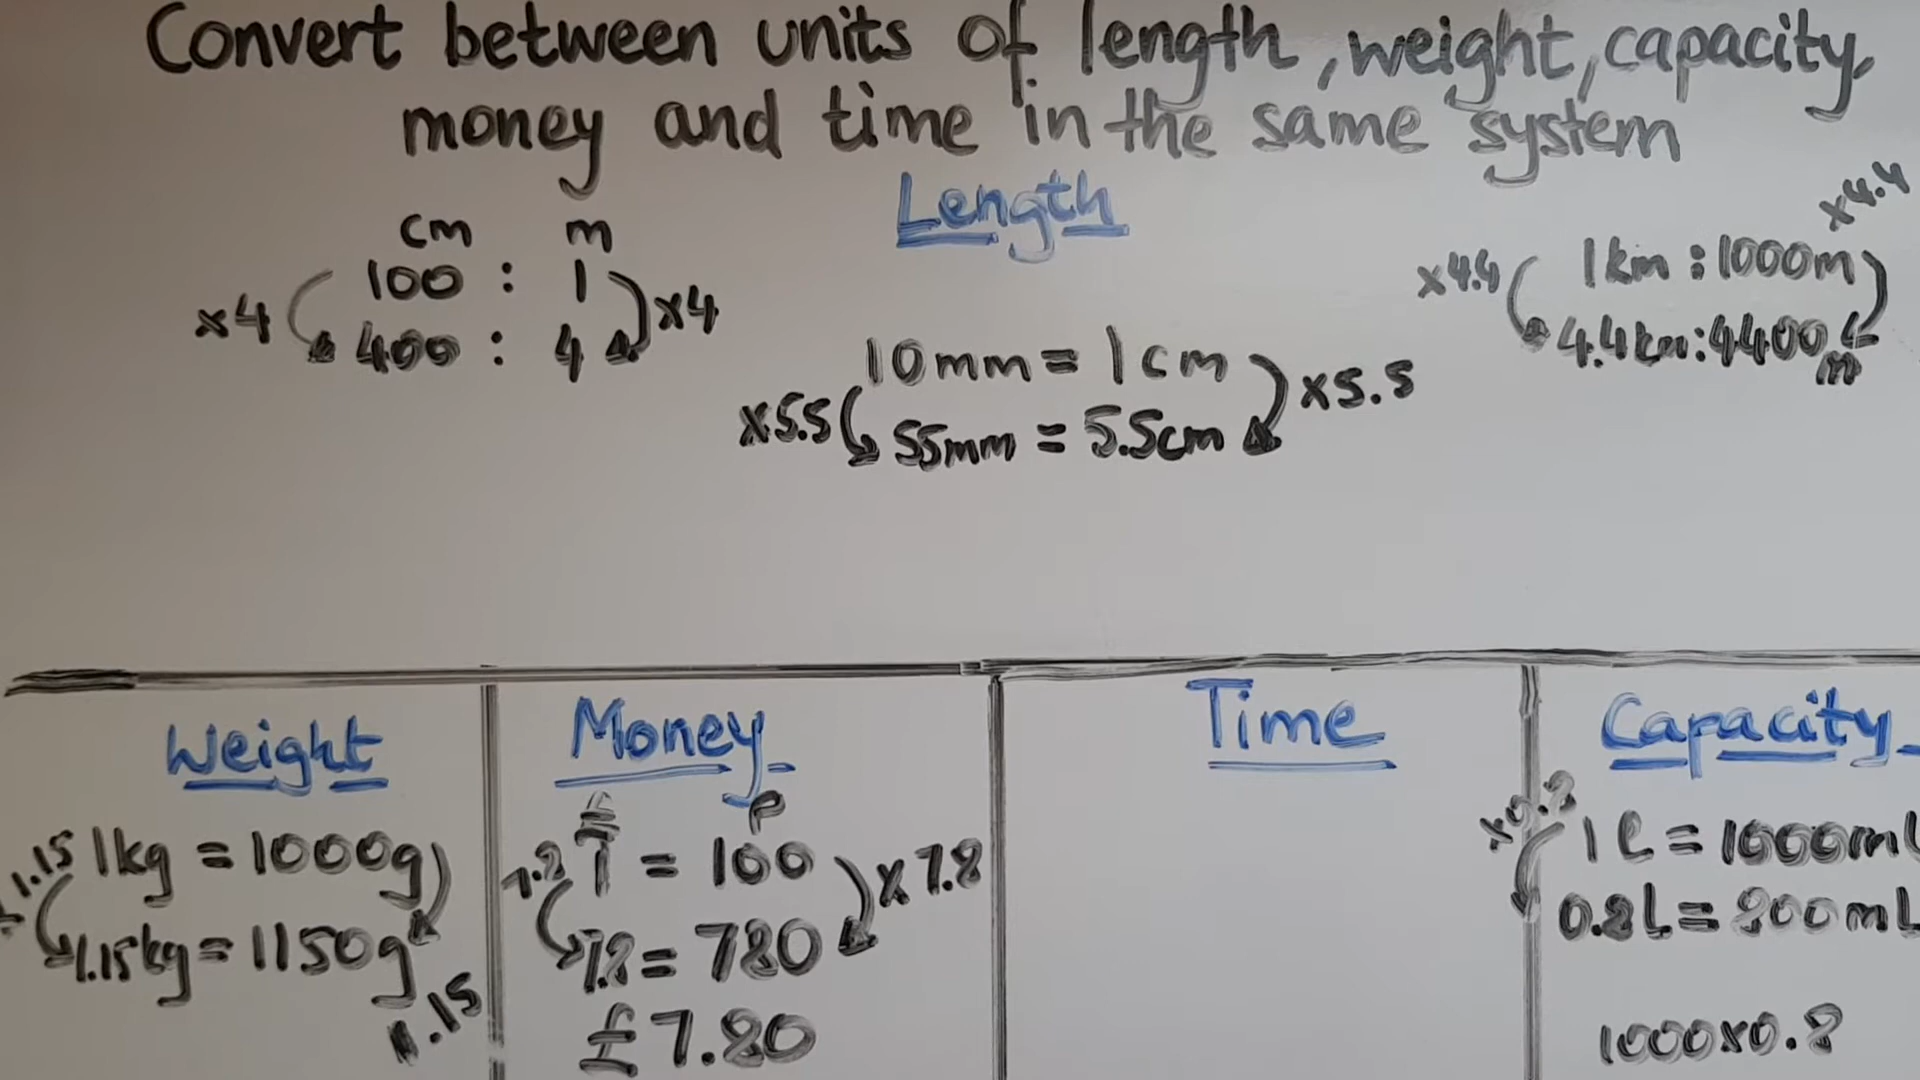 Convert between units of length, weight, capacity,
money and time in the same system
Length
cm m
100 : 1
x4 x4
400 : 4
10mm = 1cm
x5.5 x5.5
55mm = 5.5cm
x4.4
x4.4 1km : 1000m
4.4km : 4400m
Weight
1.15 1kg = 1000g
1.15kg = 1150g
1.15
Money
£ P
1 = 100
7.8 x7.8
7.8 = 780
£7.80
Time
Capacity
x0.8
1L = 1000mL
0.8L = 800mL
1000x0.8